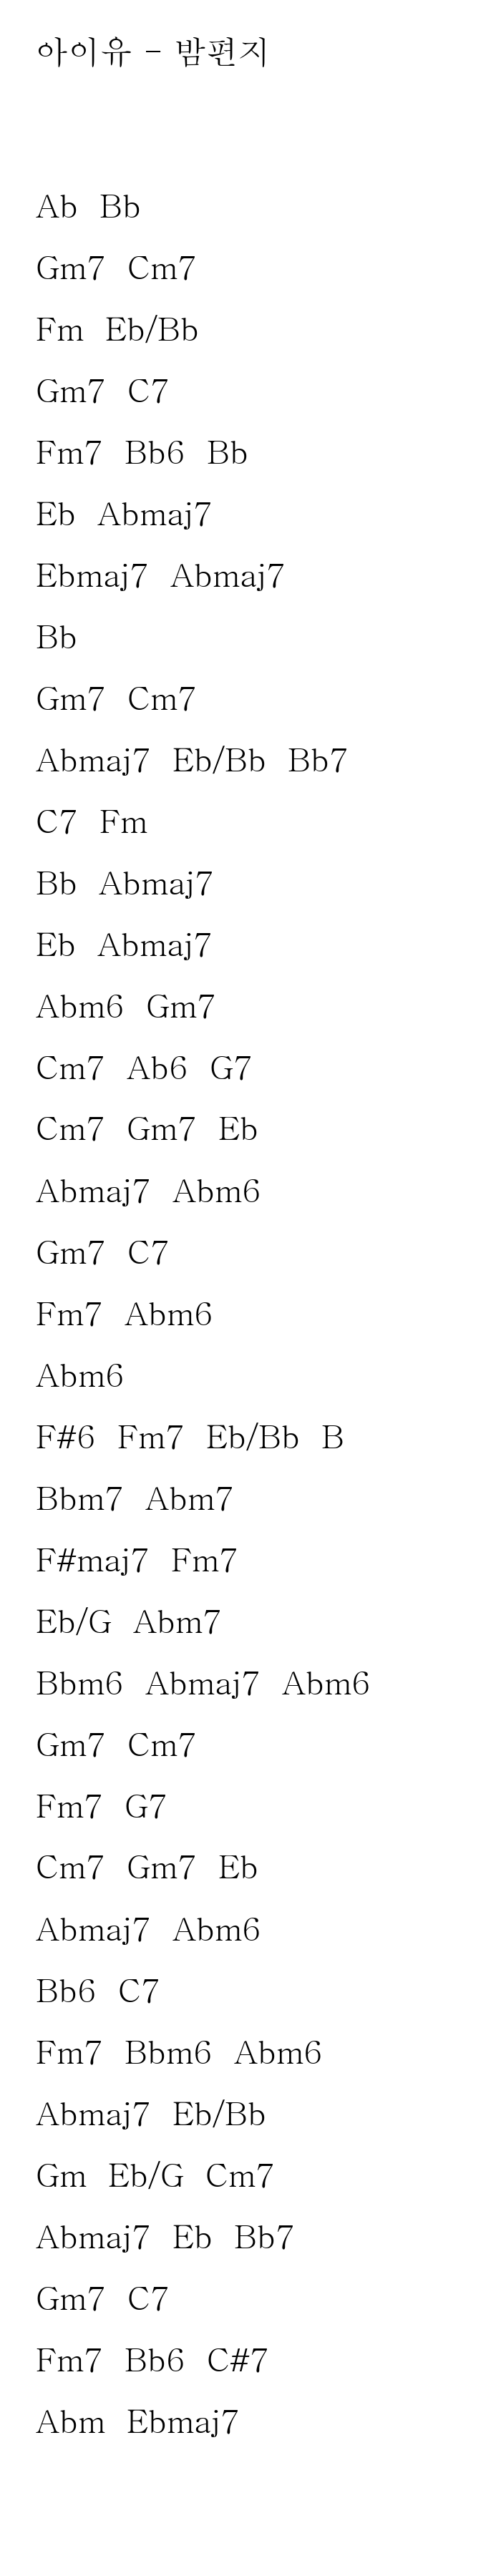 아이유 - 밤편지
Ab Bb
Gm7 Cm7
Fm Eb/Bb
Gm7 C7
Fm7 Bb6 Bb
Eb Abmaj7
Ebmaj7 Abmaj7
Bb
Gm7 Cm7
Abmaj7 Eb/Bb Bb7
C7 Fm
Bb Abmaj7
Eb Abmaj7
Abm6 Gm7
Cm7 Ab6 G7
Cm7 Gm7 Eb
Abmaj7 Abm6
Gm7 C7
Fm7 Abm6
Abm6
F#6 Fm7 Eb/Bb B
Bbm7 Abm7
F#maj7 Fm7
Eb/G Abm7
Bbm6 Abmaj7 Abm6
Gm7 Cm7
Fm7 G7
Cm7 Gm7 Eb
Abmaj7 Abm6
Bb6 C7
Fm7 Bbm6 Abm6
Abmaj7 Eb/Bb
Gm Eb/G Cm7
Abmaj7 Eb Bb7
Gm7 C7
Fm7 Bb6 C#7
Abm Ebmaj7